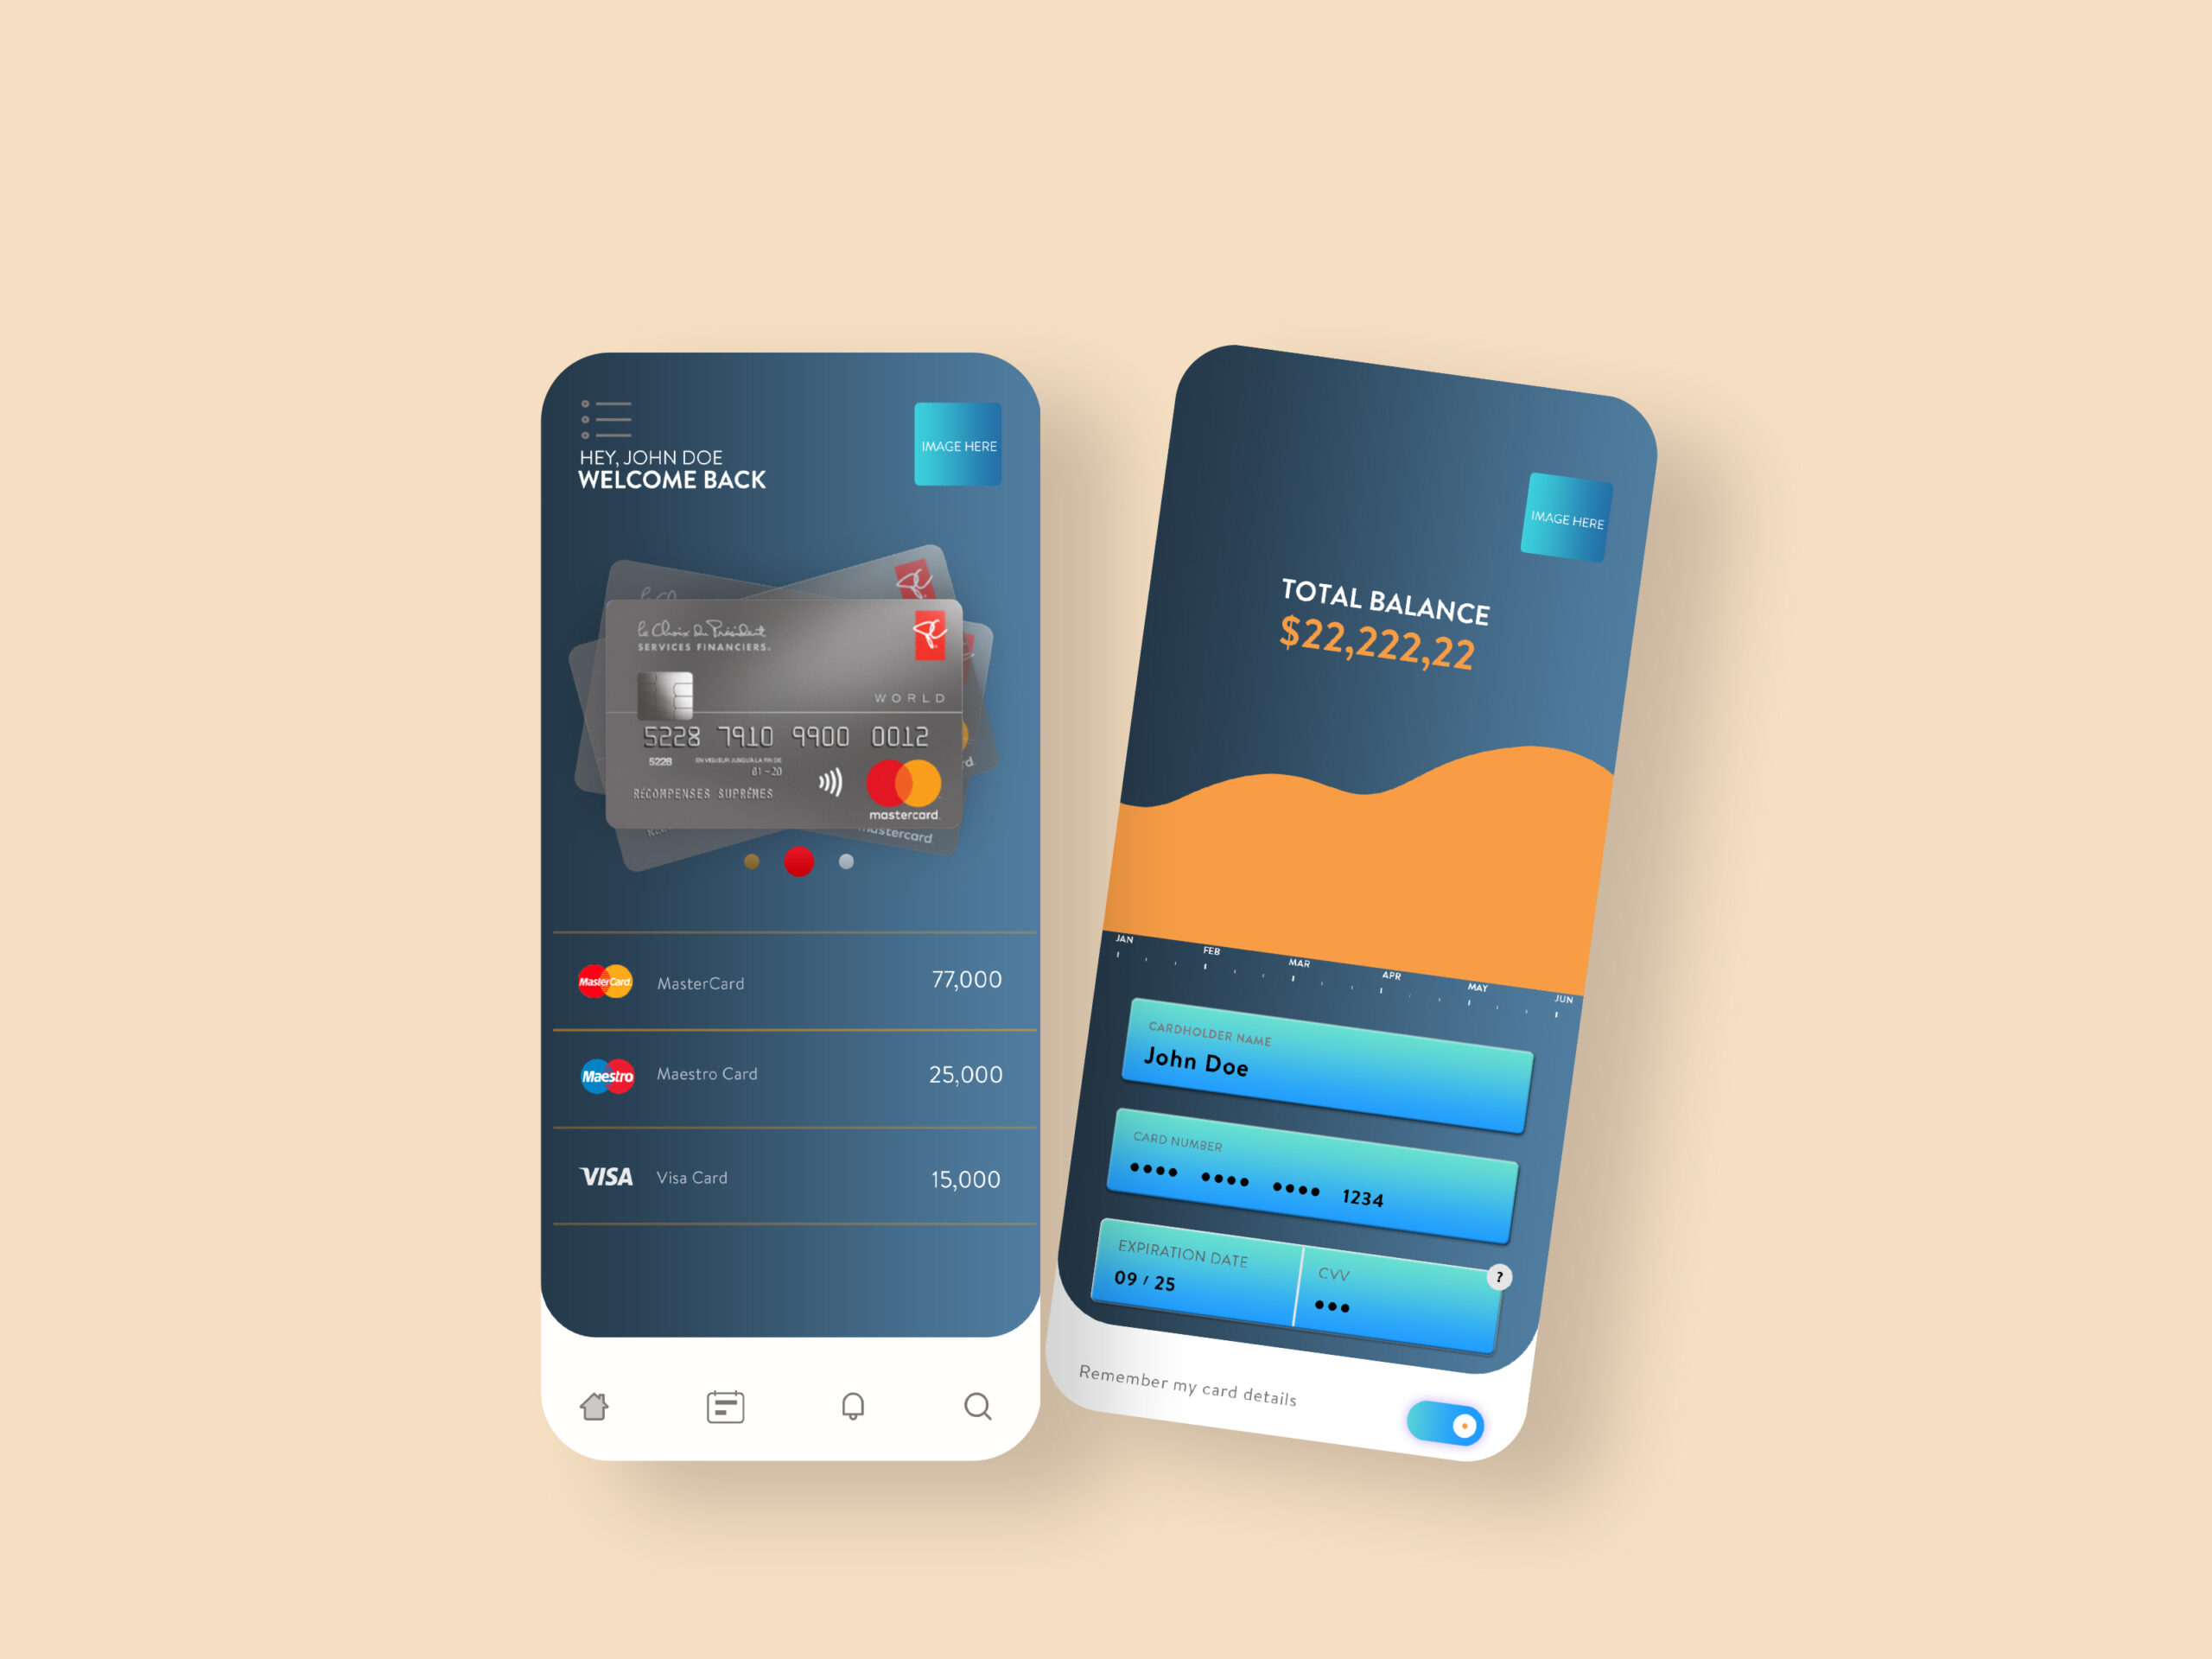 HEY, JOHN DOE
WELCOME BACK
IMAGE HERE
le Choix du Président
SERVICES FINANCIERS
WORLD
5228 7910 9900 0012
5228
EN VIGUEUR JUSQU'À LA FIN DE
01-20
RÉCOMPENSES SUPRÊMES
mastercard
mastercard
MasterCard MasterCard 77,000
Maestro Maestro Card 25,000
VISA Visa Card 15,000
IMAGE HERE
TOTAL BALANCE
$22,222,22
JAN FEB MAR APR MAY JUN
CARDHOLDER NAME
John Doe
CARD NUMBER
•••• •••• •••• 1234
EXPIRATION DATE
09 / 25
CVV
•••
?
Remember my card details